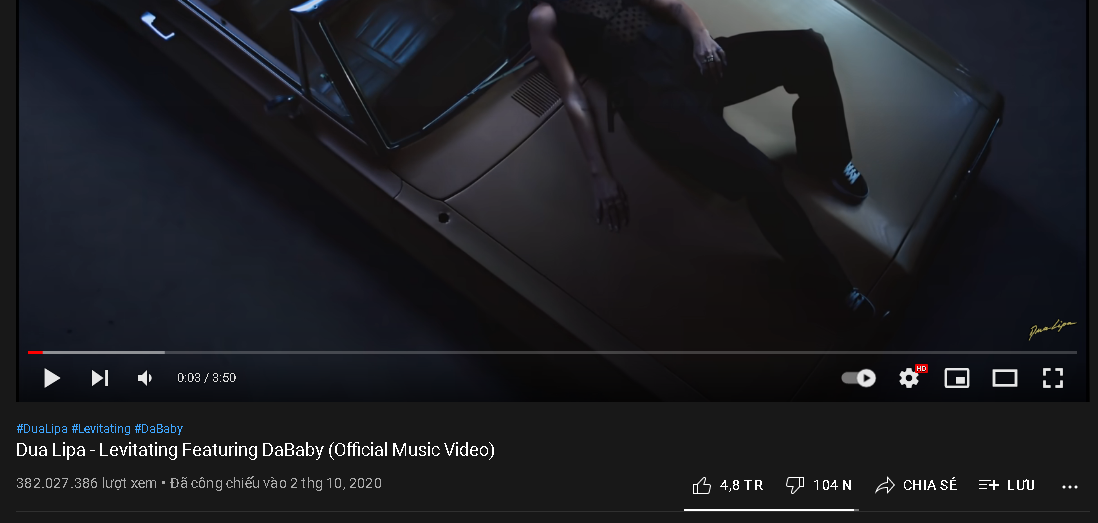 Dua Lipa
0:03 / 3:50
HD
#DuaLipa #Levitating #DaBaby
Dua Lipa - Levitating Featuring DaBaby (Official Music Video)
382.027.386 lượt xem • Đã công chiếu vào 2 thg 10, 2020
4,8 TR 104 N CHIA SẺ LƯU